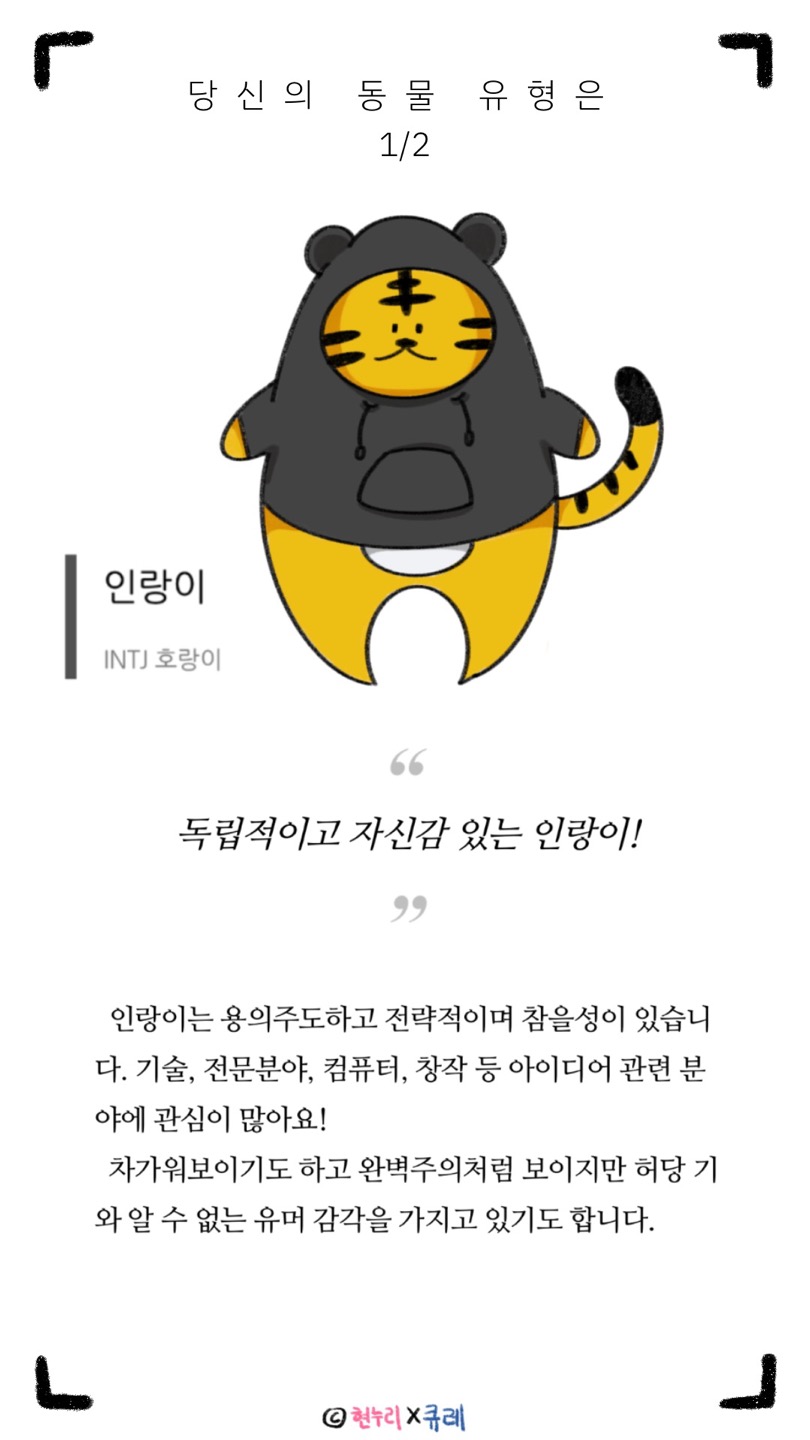 당신의 동물 유형은
1/2
인랑이
INTJ 호랑이
“
독립적이고 자신감 있는 인랑이!
”
인랑이는 용의주도하고 전략적이며 참을성이 있습니
다. 기술, 전문분야, 컴퓨터, 창작 등 아이디어 관련 분
야에 관심이 많아요!
차가워보이기도 하고 완벽주의처럼 보이지만 허당 기
와 알 수 없는 유머 감각을 가지고 있기도 합니다.
© 현누리 X 큐레